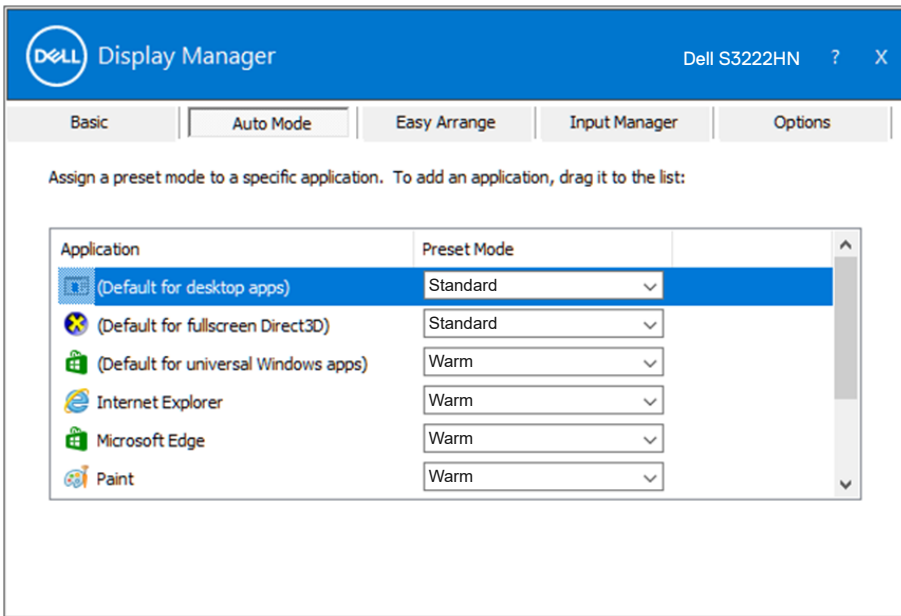 DELL Display Manager Dell S3222HN ? X
Basic Auto Mode Easy Arrange Input Manager Options
Assign a preset mode to a specific application. To add an application, drag it to the list:
Application Preset Mode
(Default for desktop apps) Standard
(Default for fullscreen Direct3D) Standard
(Default for universal Windows apps) Warm
Internet Explorer Warm
Microsoft Edge Warm
Paint Warm